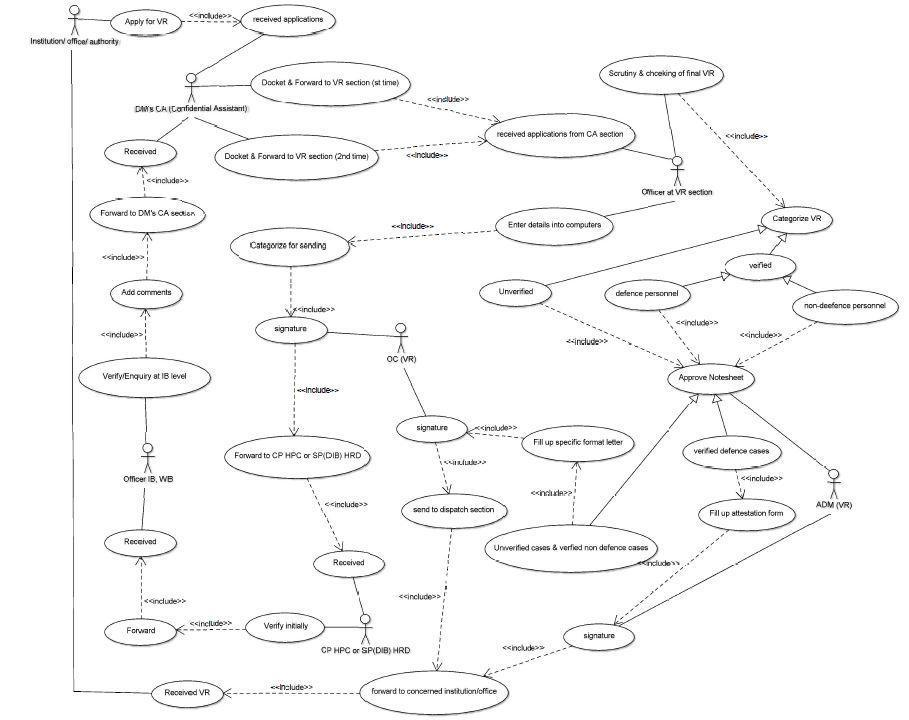 <<include>>
Apply for VR
received applications
Institution/ office/ authority
Docket & Forward to VR section (st time)
Scrutiny & chceking of final VR
<<include>>
DM's CA (Confidential Assistant)
received applications from CA section
<<include>>
Received
Docket & Forward to VR section (2nd time)
<<include>>
<<include>>
Officer at VR section
Forward to DM's CA section
Categorize VR
Enter details into computers
<<include>>
Categorize for sending
<<include>>
veified
Add comments
Unverified
defence personnel
non-deefence personnel
<<include>>
signature
<<include>>
<<include>>
<<include>>
<<include>>
OC (VR)
Verify/Enquiry at IB level
Approve Notesheet
<<include>>
signature
<<include>>
Fill up specific format letter
verified defence cases
Forward to CP HPC or SP(DIB) HRD
<<include>>
<<include>>
Officer IB, WB
<<include>>
<<include>>
ADM (VR)
send to dispatch section
Fill up attestation form
Received
Unverified cases & verfied non defence cases
Received
<<include>>
<<include>>
<<include>>
Forward
<<include>>
Verify initially
signature
CP HPC or SP(DIB) HRD
<<include>>
Received VR
<<include>>
forward to concerned institution/office